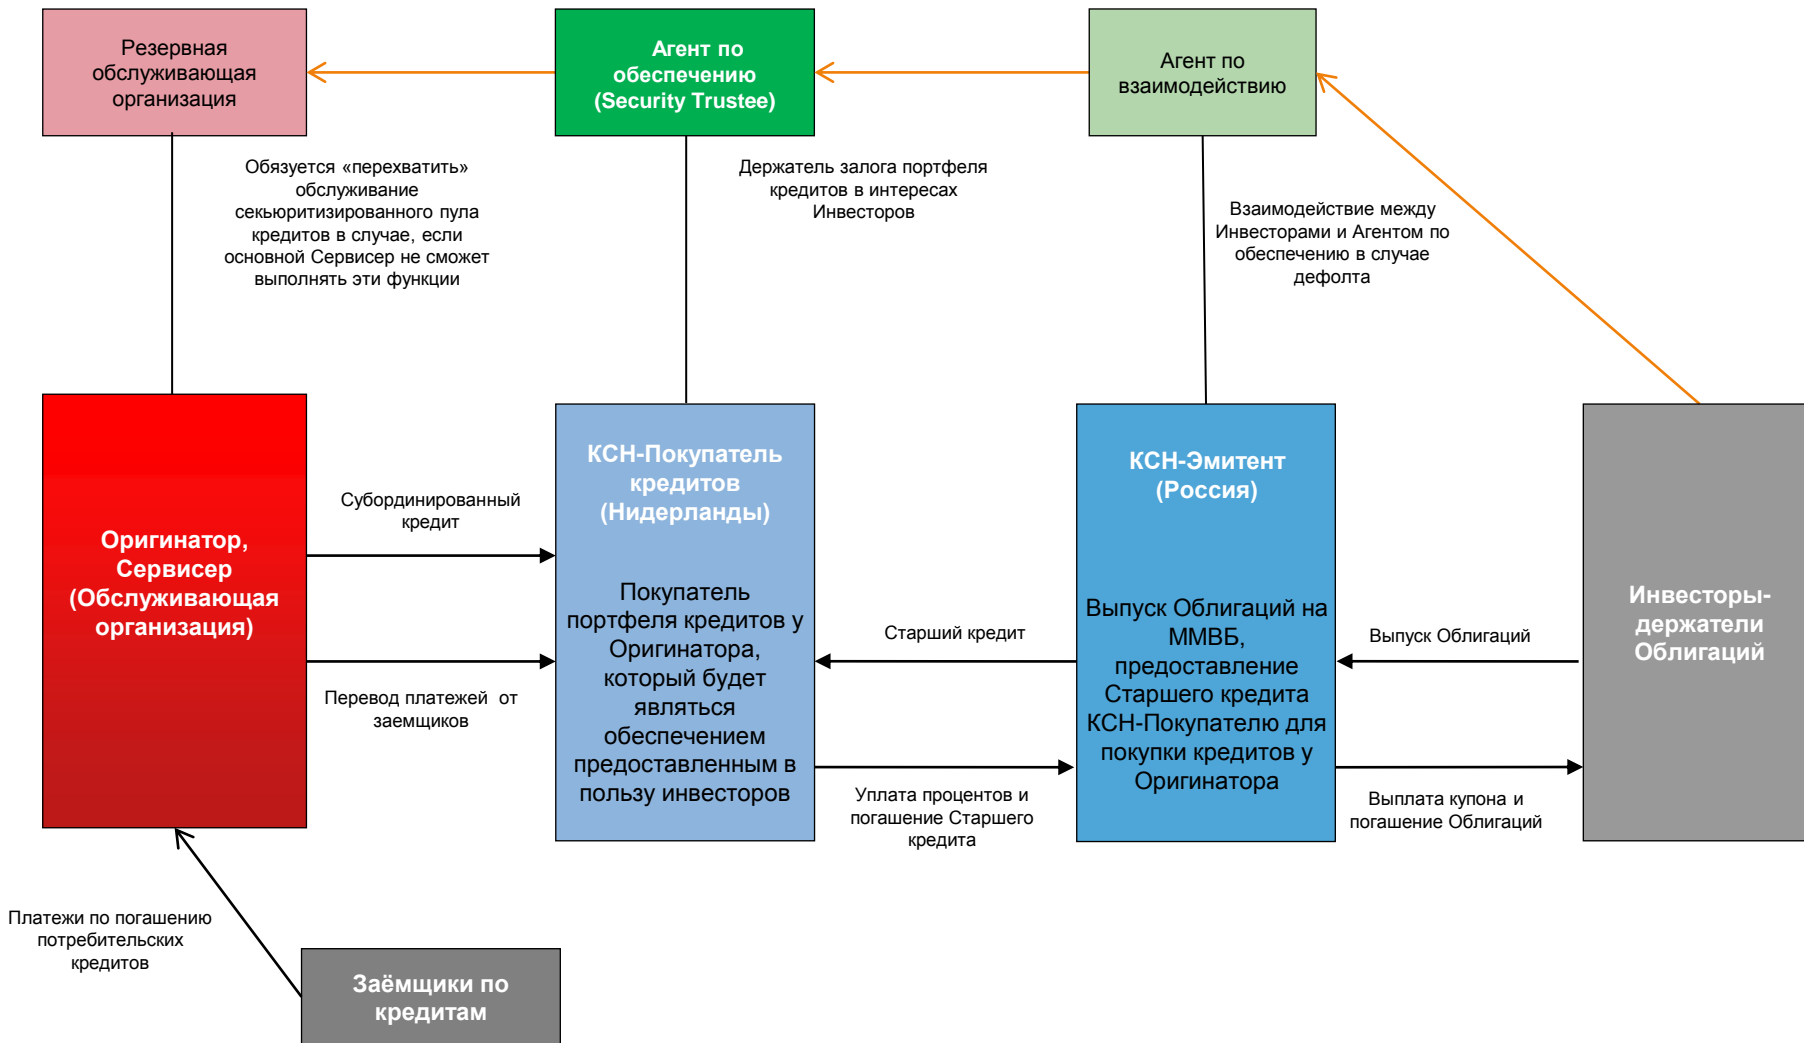 Резервная
обслуживающая
организация
Агент по
обеспечению
(Security Trustee)
Агент по
взаимодействию
Обязуется «перехватить»
обслуживание
секьюритизированного пула
кредитов в случае, если
основной Сервисер не сможет
выполнять эти функции
Держатель залога портфеля
кредитов в интересах
Инвесторов
Взаимодействие между
Инвесторами и Агентом по
обеспечению в случае
дефолта
Оригинатор,
Сервисер
(Обслуживающая
организация)
Субординированный
кредит
Перевод платежей от
заемщиков
КСН-Покупатель
кредитов
(Нидерланды)
Покупатель
портфеля кредитов у
Оригинатора,
который будет
являться
обеспечением
предоставленным в
пользу инвесторов
Старший кредит
Уплата процентов и
погашение Старшего
кредита
КСН-Эмитент
(Россия)
Выпуск Облигаций на
ММВБ,
предоставление
Старшего кредита
КСН-Покупателю для
покупки кредитов у
Оригинатора
Выпуск Облигаций
Выплата купона и
погашение Облигаций
Инвесторы-
держатели
Облигаций
Платежи по погашению
потребительских
кредитов
Заёмщики по
кредитам